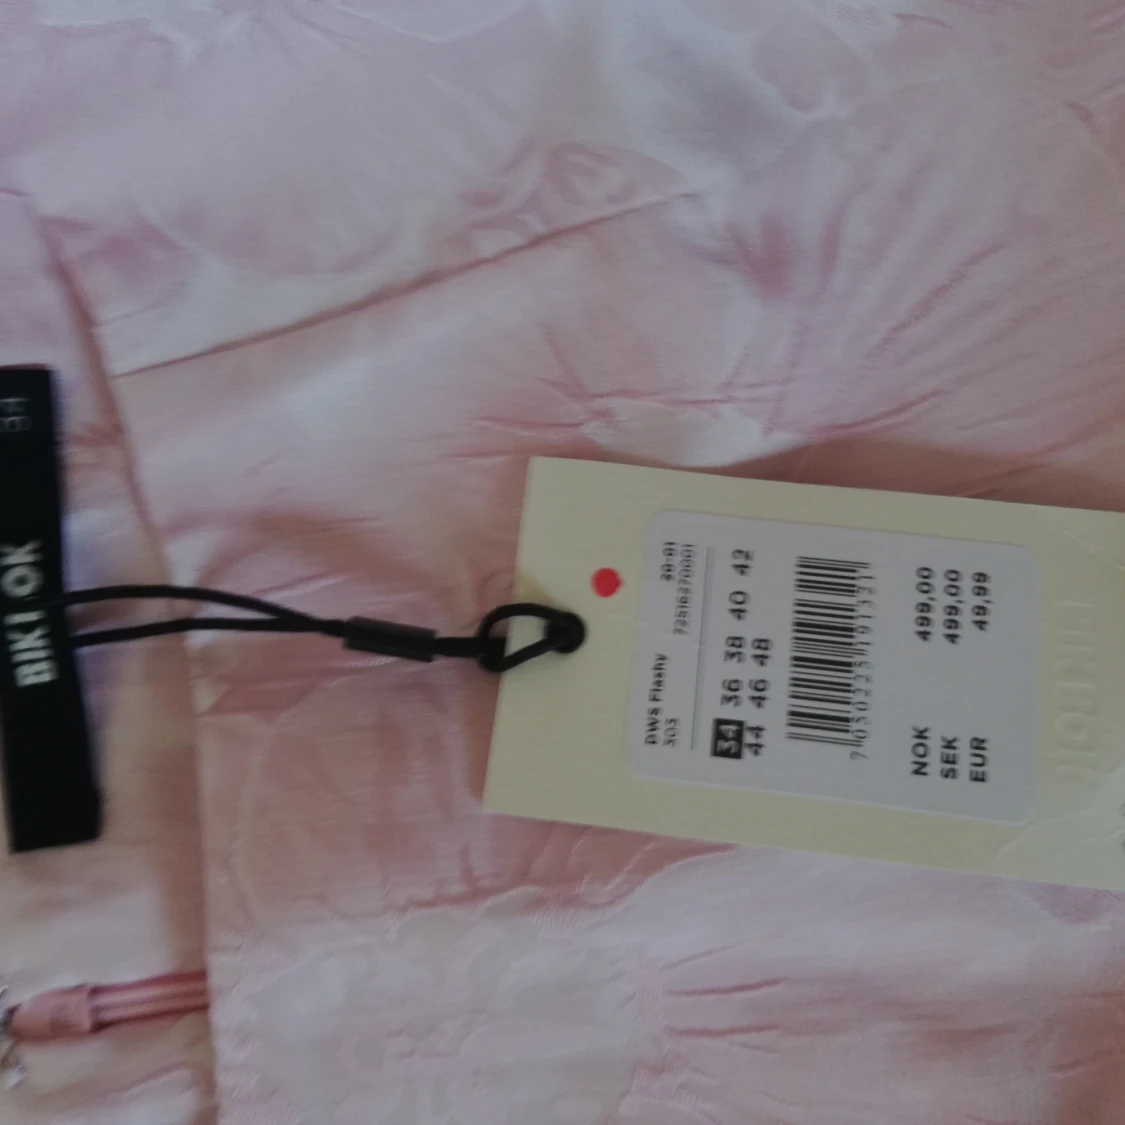 BIK BOK
34
DWS Flashy
303
34 36 38 40 42
44 46 48
NOK 499,00
SEK 499,00
EUR 49,99